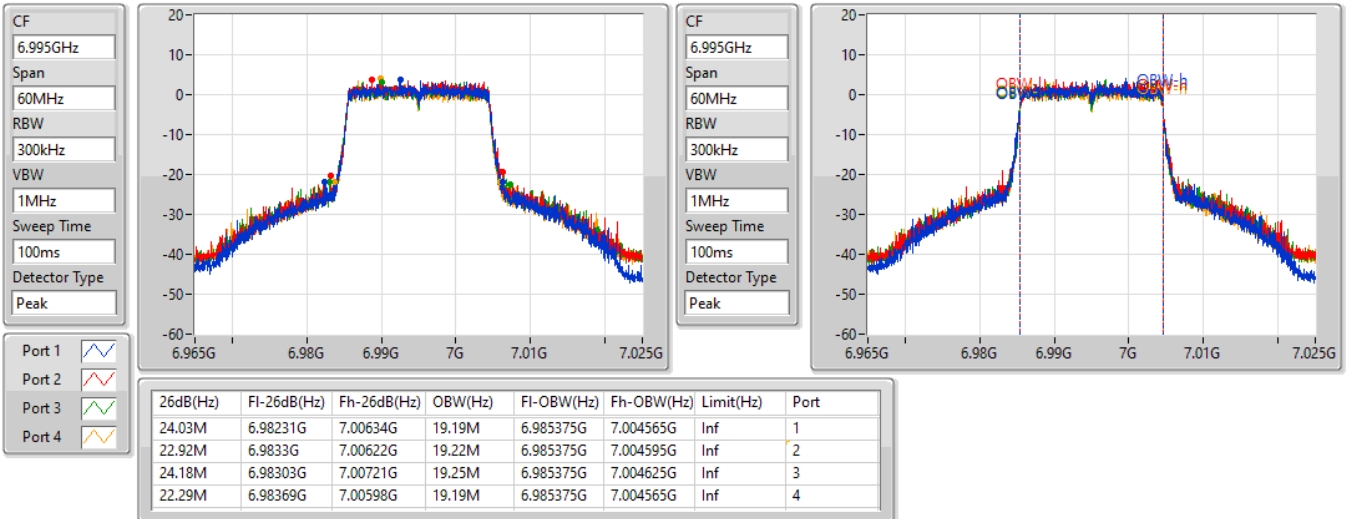 CF
6.995GHz
Span
60MHz
RBW
300kHz
VBW
1MHz
Sweep Time
100ms
Detector Type
Peak
20
10
0
-10
-20
-30
-40
-50
-60
6.965G 6.98G 6.99G 7G 7.01G 7.025G
CF
6.995GHz
Span
60MHz
RBW
300kHz
VBW
1MHz
Sweep Time
100ms
Detector Type
Peak
20
10
0
-10
-20
-30
-40
-50
-60
OBW-h
6.965G 6.98G 6.99G 7G 7.01G 7.025G
Port 1
Port 2
Port 3
Port 4
26dB(Hz) Fl-26dB(Hz) Fh-26dB(Hz) OBW(Hz) Fl-OBW(Hz) Fh-OBW(Hz) Limit(Hz) Port
24.03M 6.98231G 7.00634G 19.19M 6.985375G 7.004565G Inf 1
22.92M 6.9833G 7.00622G 19.22M 6.985375G 7.004595G Inf 2
24.18M 6.98303G 7.00721G 19.25M 6.985375G 7.004625G Inf 3
22.29M 6.98369G 7.00598G 19.19M 6.985375G 7.004565G Inf 4